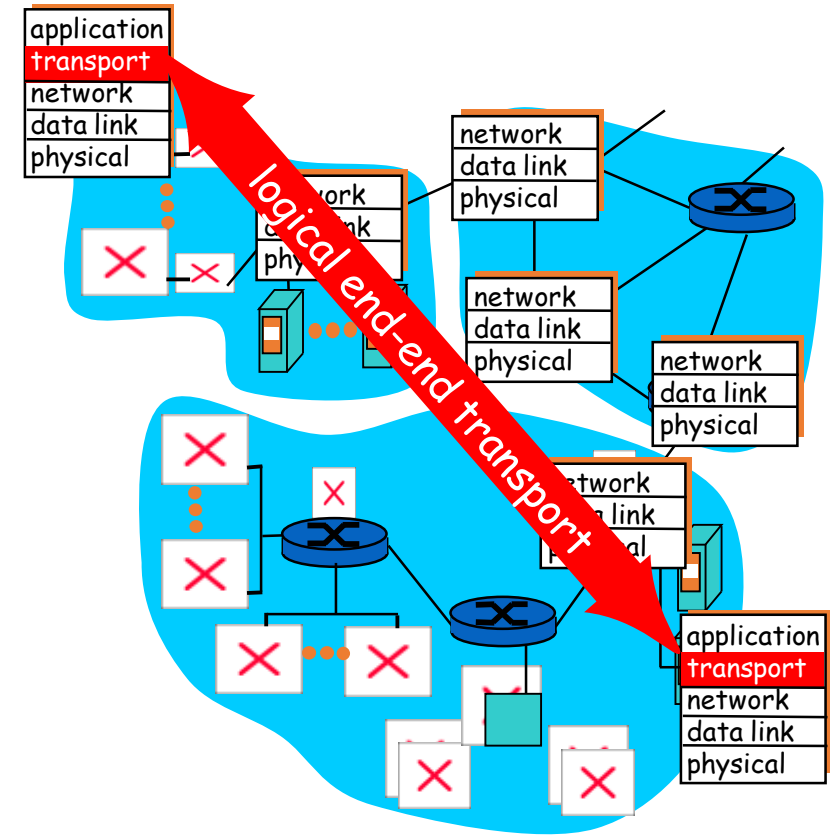 application
transport
network
data link
physical
network
data link
physical
logical end-end transport
network
data link
physical
network
data link
physical
application
transport
network
data link
physical